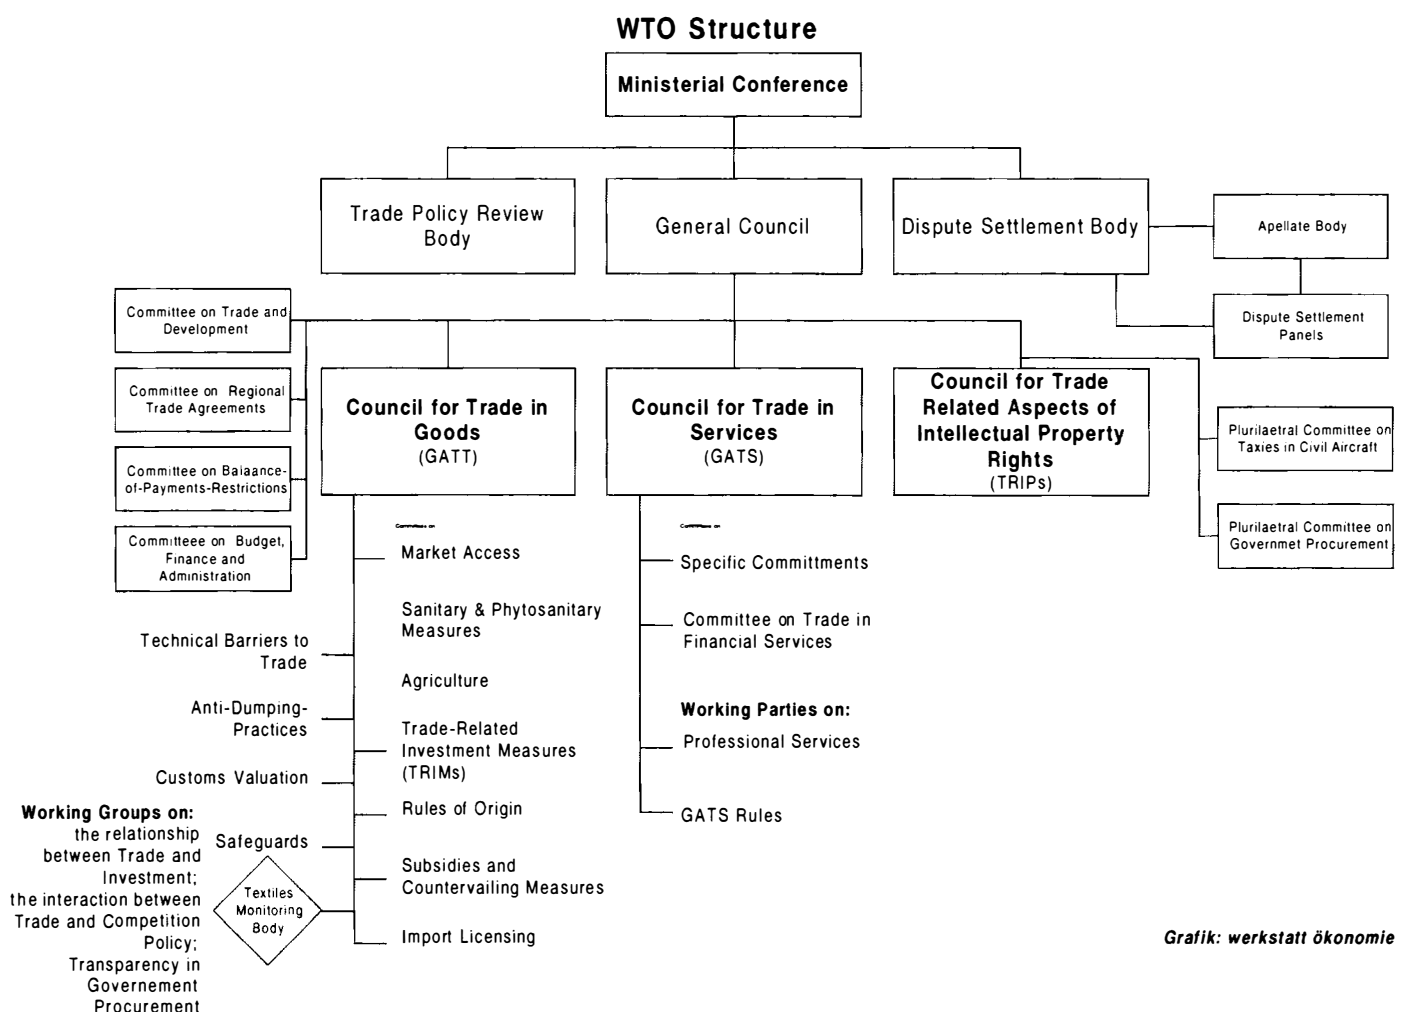 WTO Structure
Ministerial Conference
Trade Policy Review
Body
General Council
Dispute Settlement Body
Apellate Body
Dispute Settlement
Panels
Committee on Trade and
Development
Committee on Regional
Trade Agreements
Committee on Baiaance-
of-Payments-Restrictions
Committeee on Budget,
Finance and
Administration
Council for Trade in
Goods
(GATT)
Council for Trade in
Services
(GATS)
Council for Trade
Related Aspects of
Intellectual Property
Rights
(TRIPs)
Plurilaetral Committee on
Taxies in Civil Aircraft
Plurilaetral Committee on
Governmet Procurement
Committees on
Market Access
Sanitary & Phytosanitary
Measures
Agriculture
Trade-Related
Investment Measures
(TRIMs)
Rules of Origin
Subsidies and
Countervailing Measures
Import Licensing
Technical Barriers to
Trade
Anti-Dumping-
Practices
Customs Valuation
Safeguards
Textiles
Monitoring
Body
Working Groups on:
the relationship
between Trade and
Investment;
the interaction between
Trade and Competition
Policy;
Transparency in
Governement
Procurement
Committees on
Specific Committments
Committee on Trade in
Financial Services
Working Parties on:
Professional Services
GATS Rules
Grafik: werkstatt ökonomie